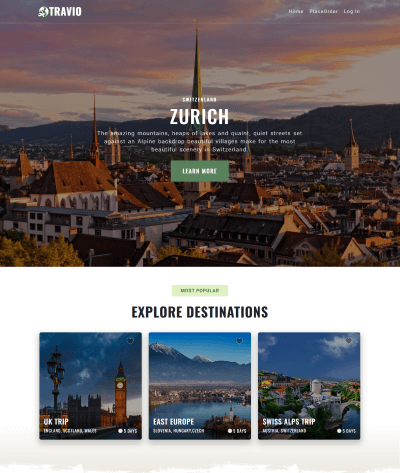 TRAVIO
Home PlaceOrder Log In
SWITZERLAND
ZURICH
The amazing mountains, heaps of lakes and quaint, quiet streets set
against an Alpine backdrop beautiful villages make for the most
beautiful scenery in Switzerland.
LEARN MORE
MOST POPULAR
EXPLORE DESTINATIONS
UK TRIP
ENGLAND, SCOTLAND, WALES 5 DAYS
EAST EUROPE
SLOVENIA, HUNGARY,CZECH 5 DAYS
SWISS ALPS TRIP
AUSTRIA, SWITZERLAND 5 DAYS